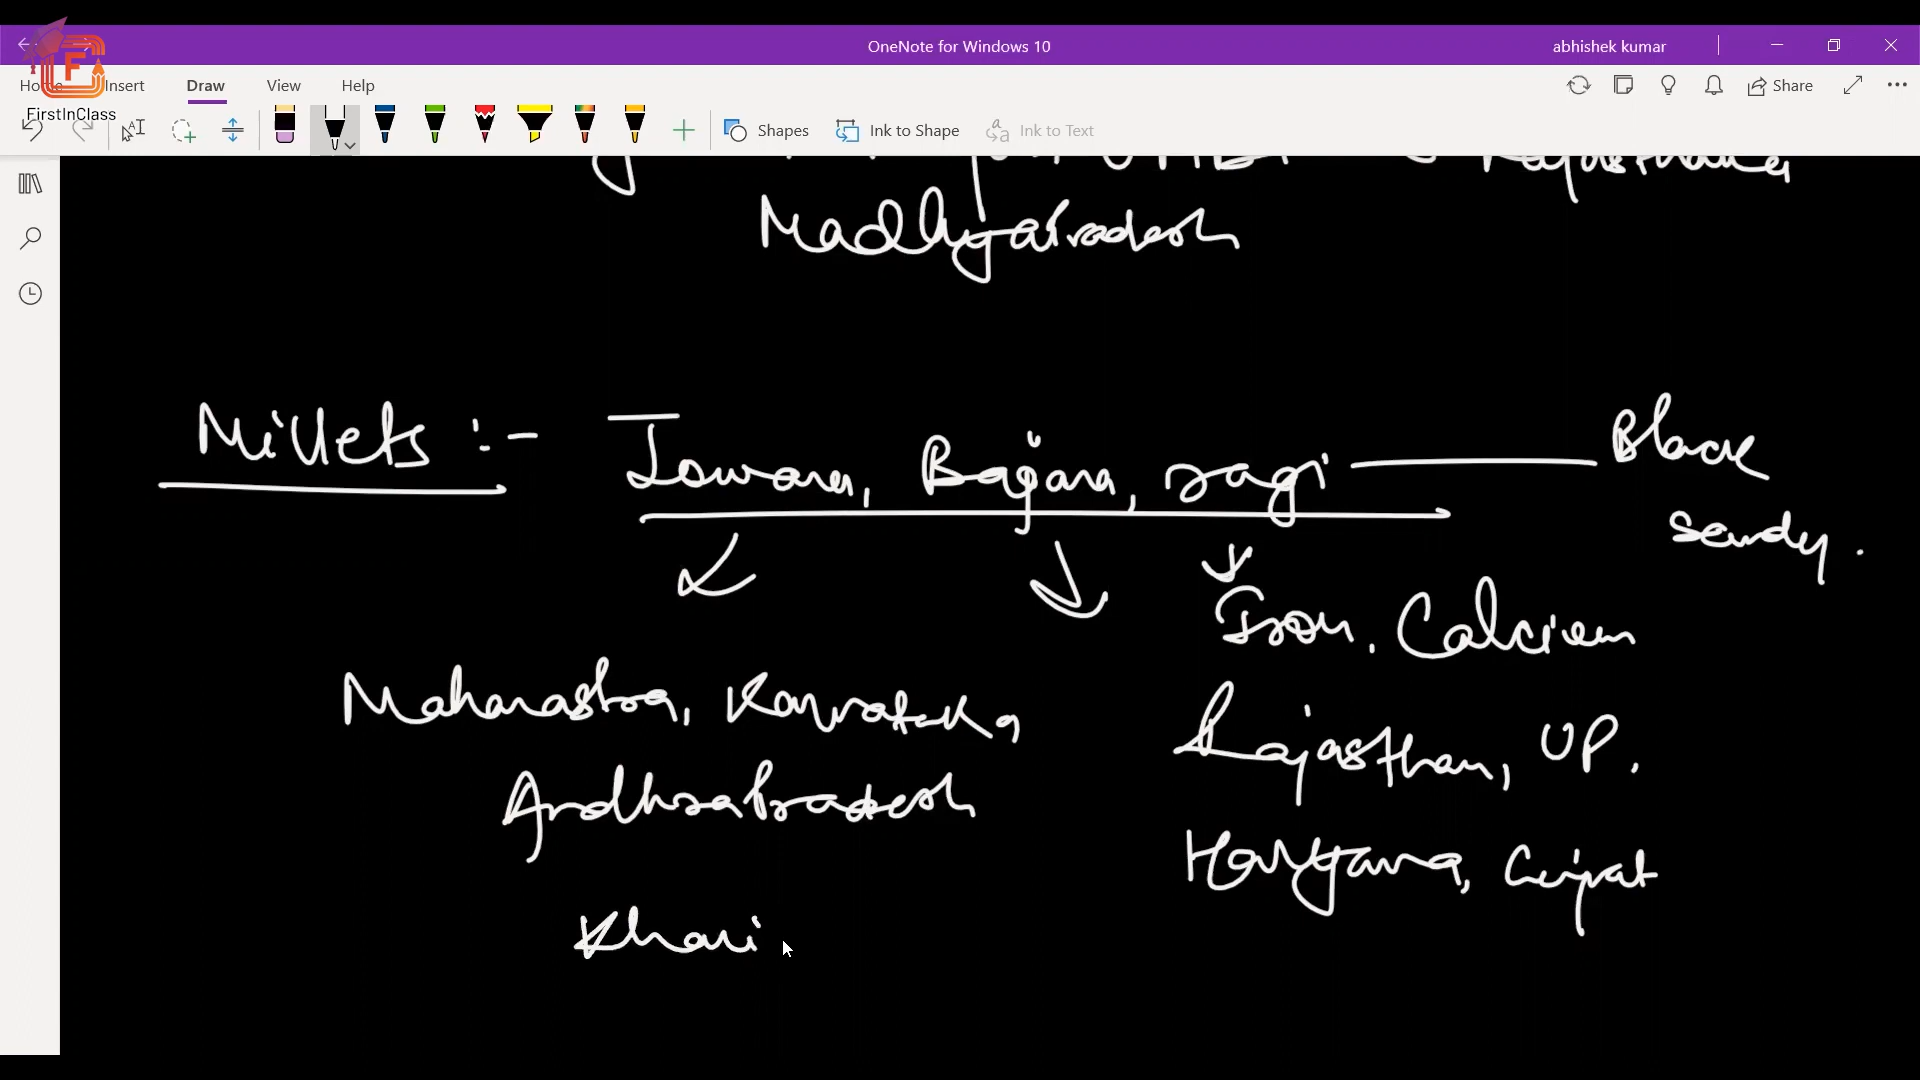 OneNote for Windows 10
abhishek kumar
Home Insert Draw View Help
Share
FirstInClass
Shapes Ink to Shape Ink to Text
MadhyaPradesh
Millets :- Jowara, Bajara, ragi — Black
sandy.
Iron, Calcium
Maharastra, Karnataka,
Rajasthan, UP.
AndhraPradesh
Haryana, Gujrat
Khari